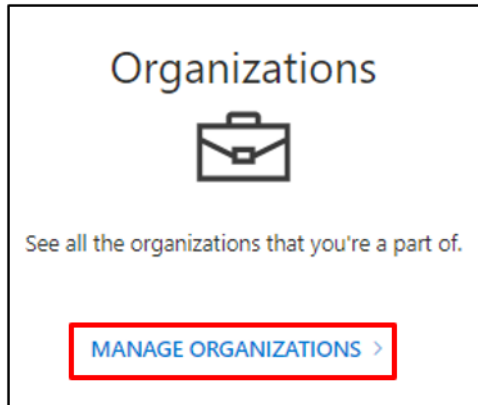 Organizations
See all the organizations that you're a part of.
MANAGE ORGANIZATIONS >